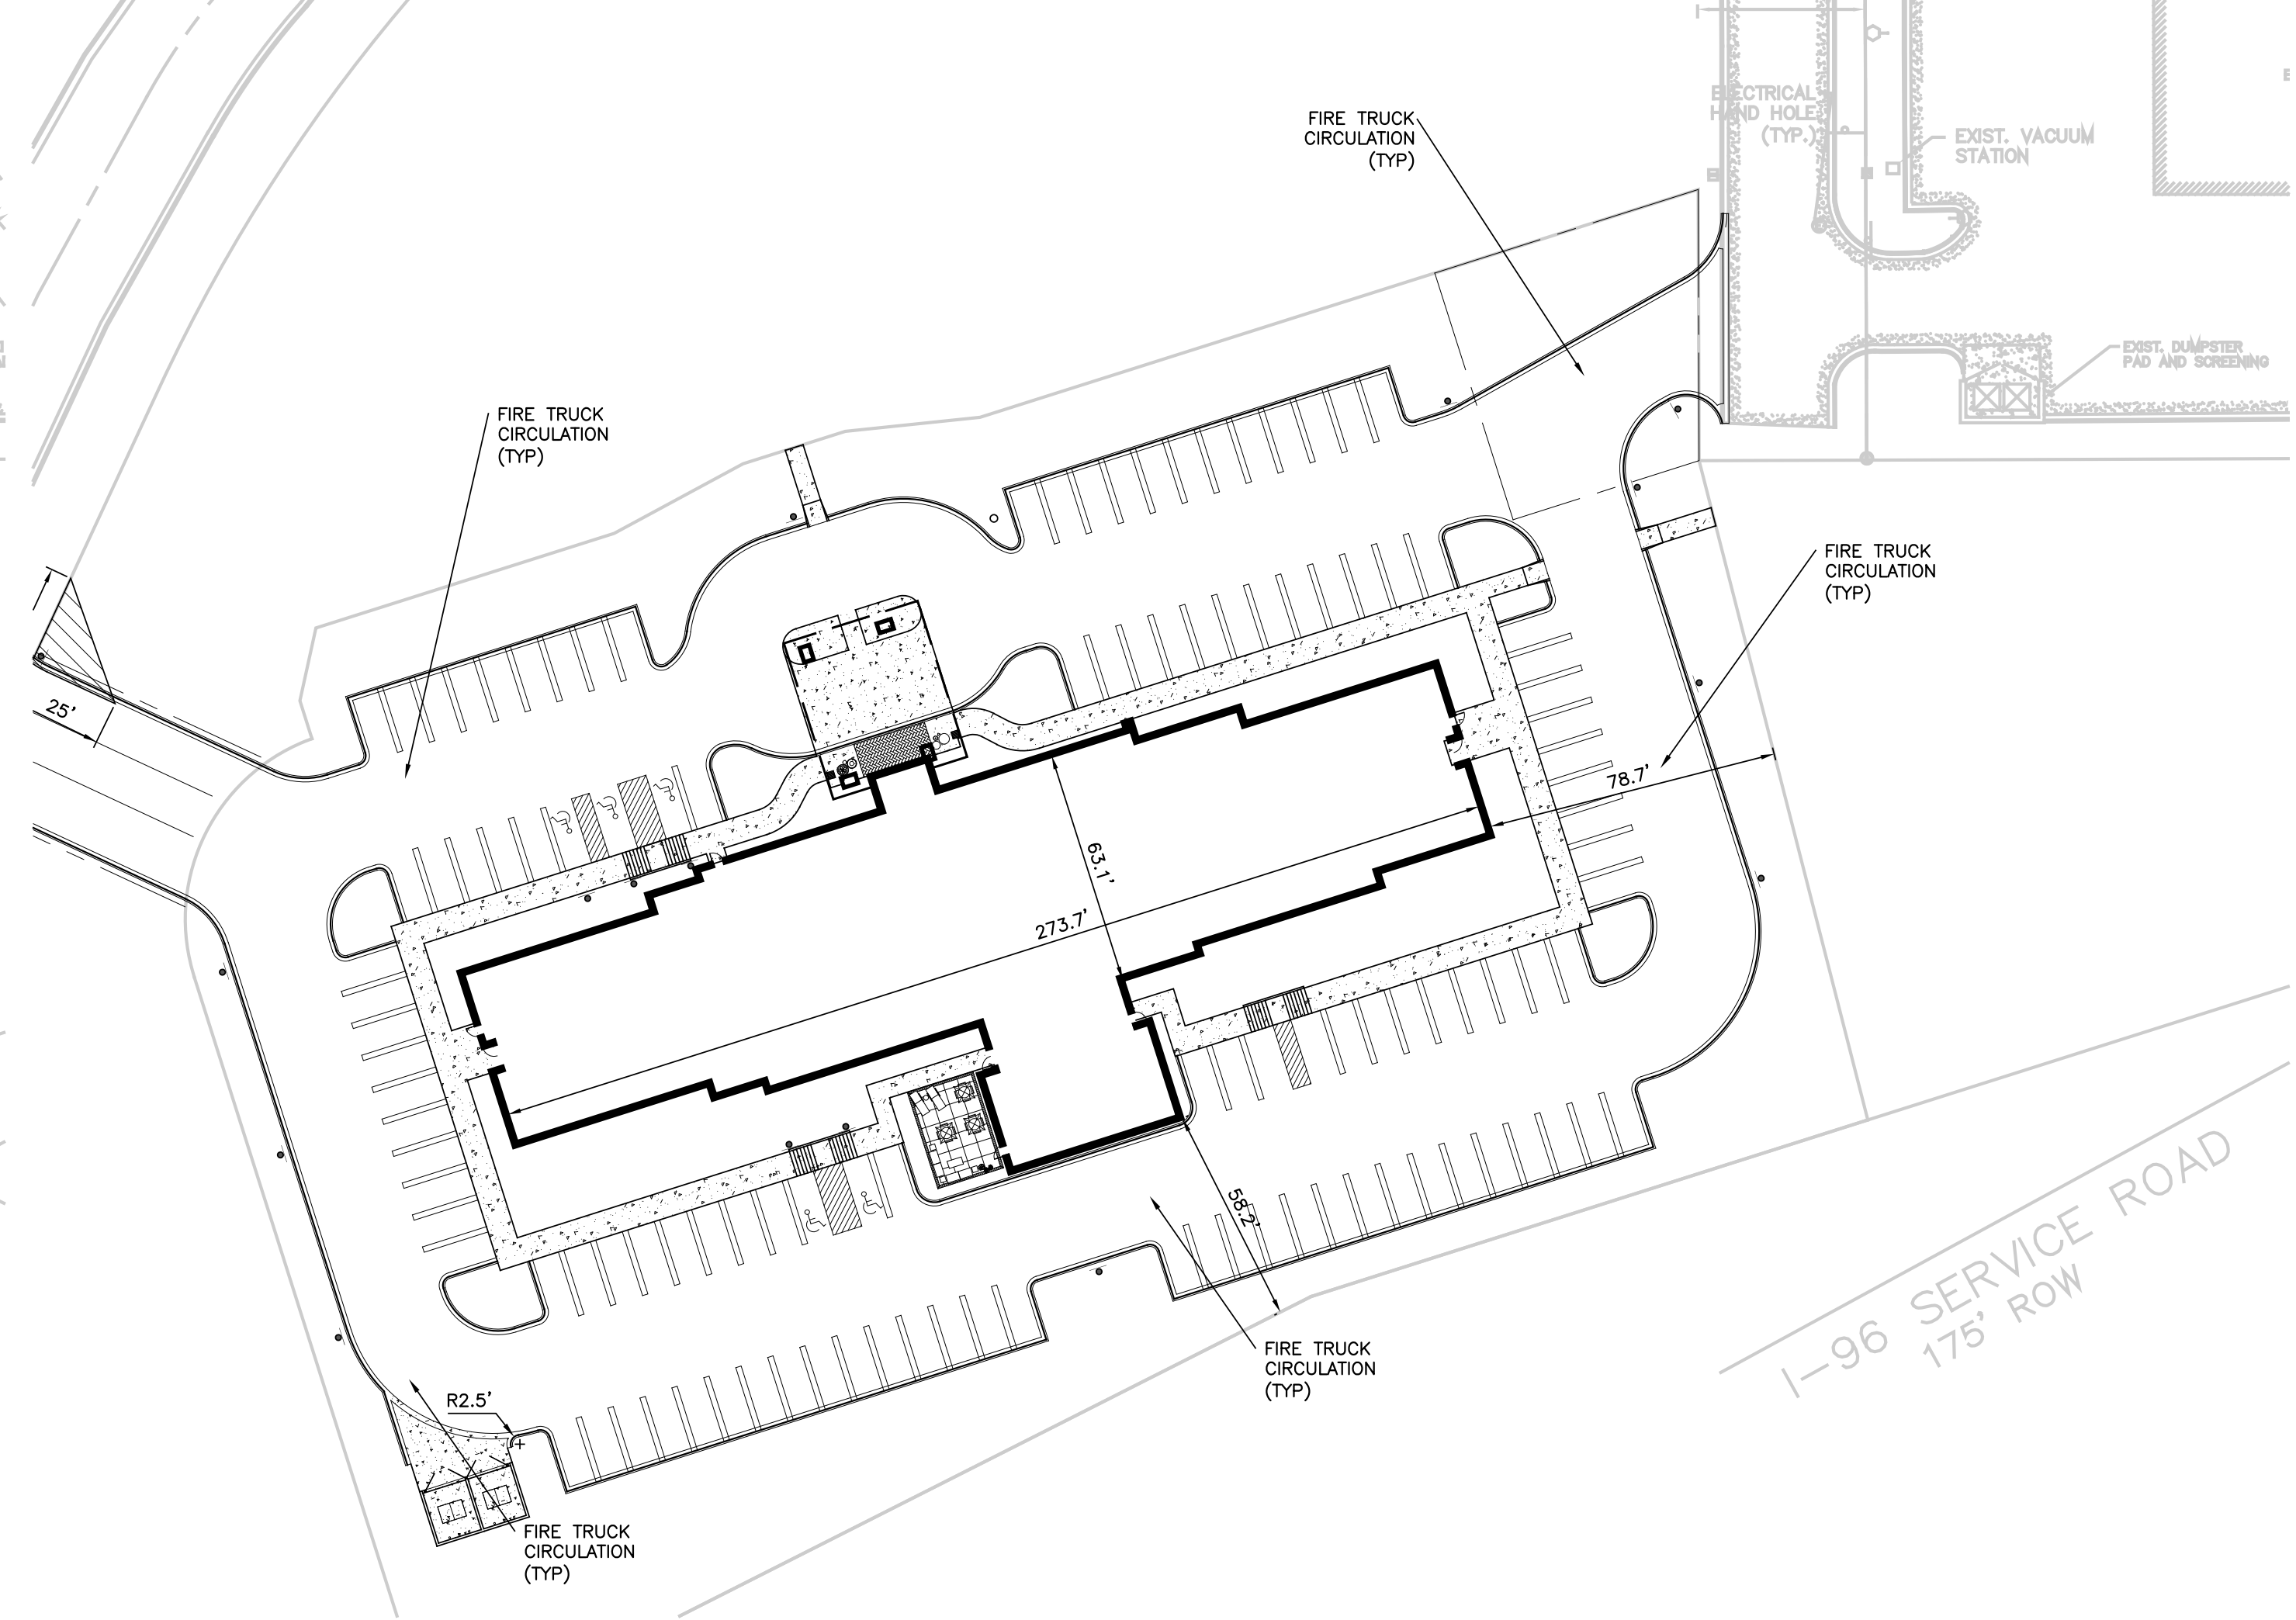 FIRE TRUCK
CIRCULATION
(TYP)
ELECTRICAL
HAND HOLE
(TYP.)
EXIST. VACUUM
STATION
EXIST. DUMPSTER
PAD AND SCREENING
FIRE TRUCK
CIRCULATION
(TYP)
FIRE TRUCK
CIRCULATION
(TYP)
25'
78.7'
63.1'
273.7'
58.2'
I-96 SERVICE ROAD
175' ROW
FIRE TRUCK
CIRCULATION
(TYP)
R2.5'
FIRE TRUCK
CIRCULATION
(TYP)